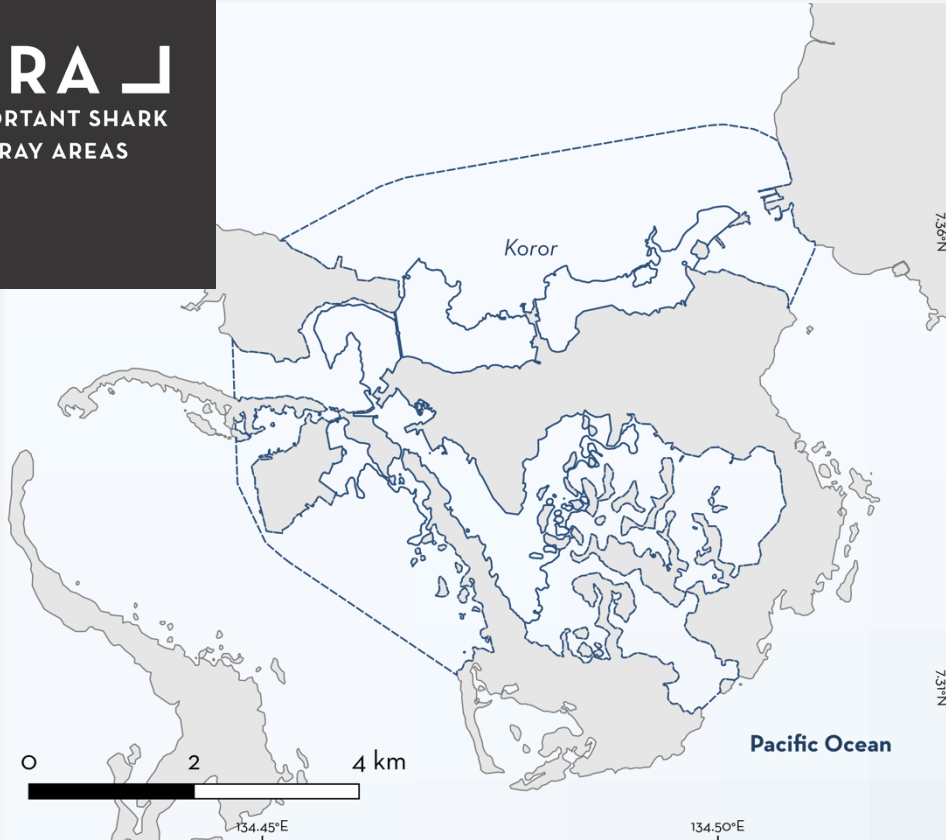 RA
ORTANT SHARK
RAY AREAS
Koror
7.36°N
7.31°N
Pacific Ocean
0 2 4 km
134.45°E 134.50°E